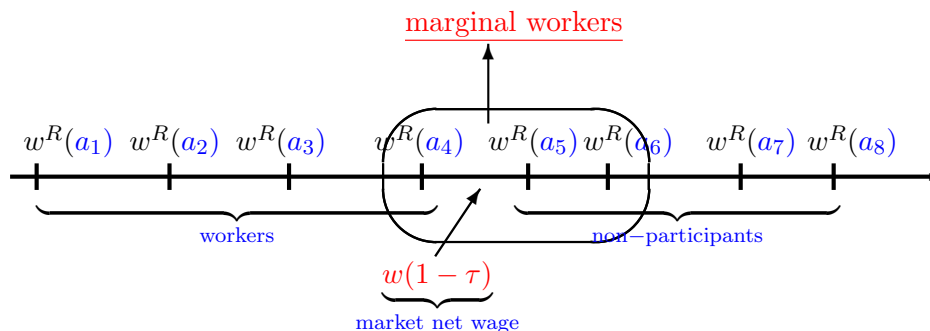 marginal workers
w^R(a_1) w^R(a_2) w^R(a_3) w^R(a_4) w^R(a_5) w^R(a_6) w^R(a_7) w^R(a_8)
workers non−participants
w(1 − τ)
market net wage